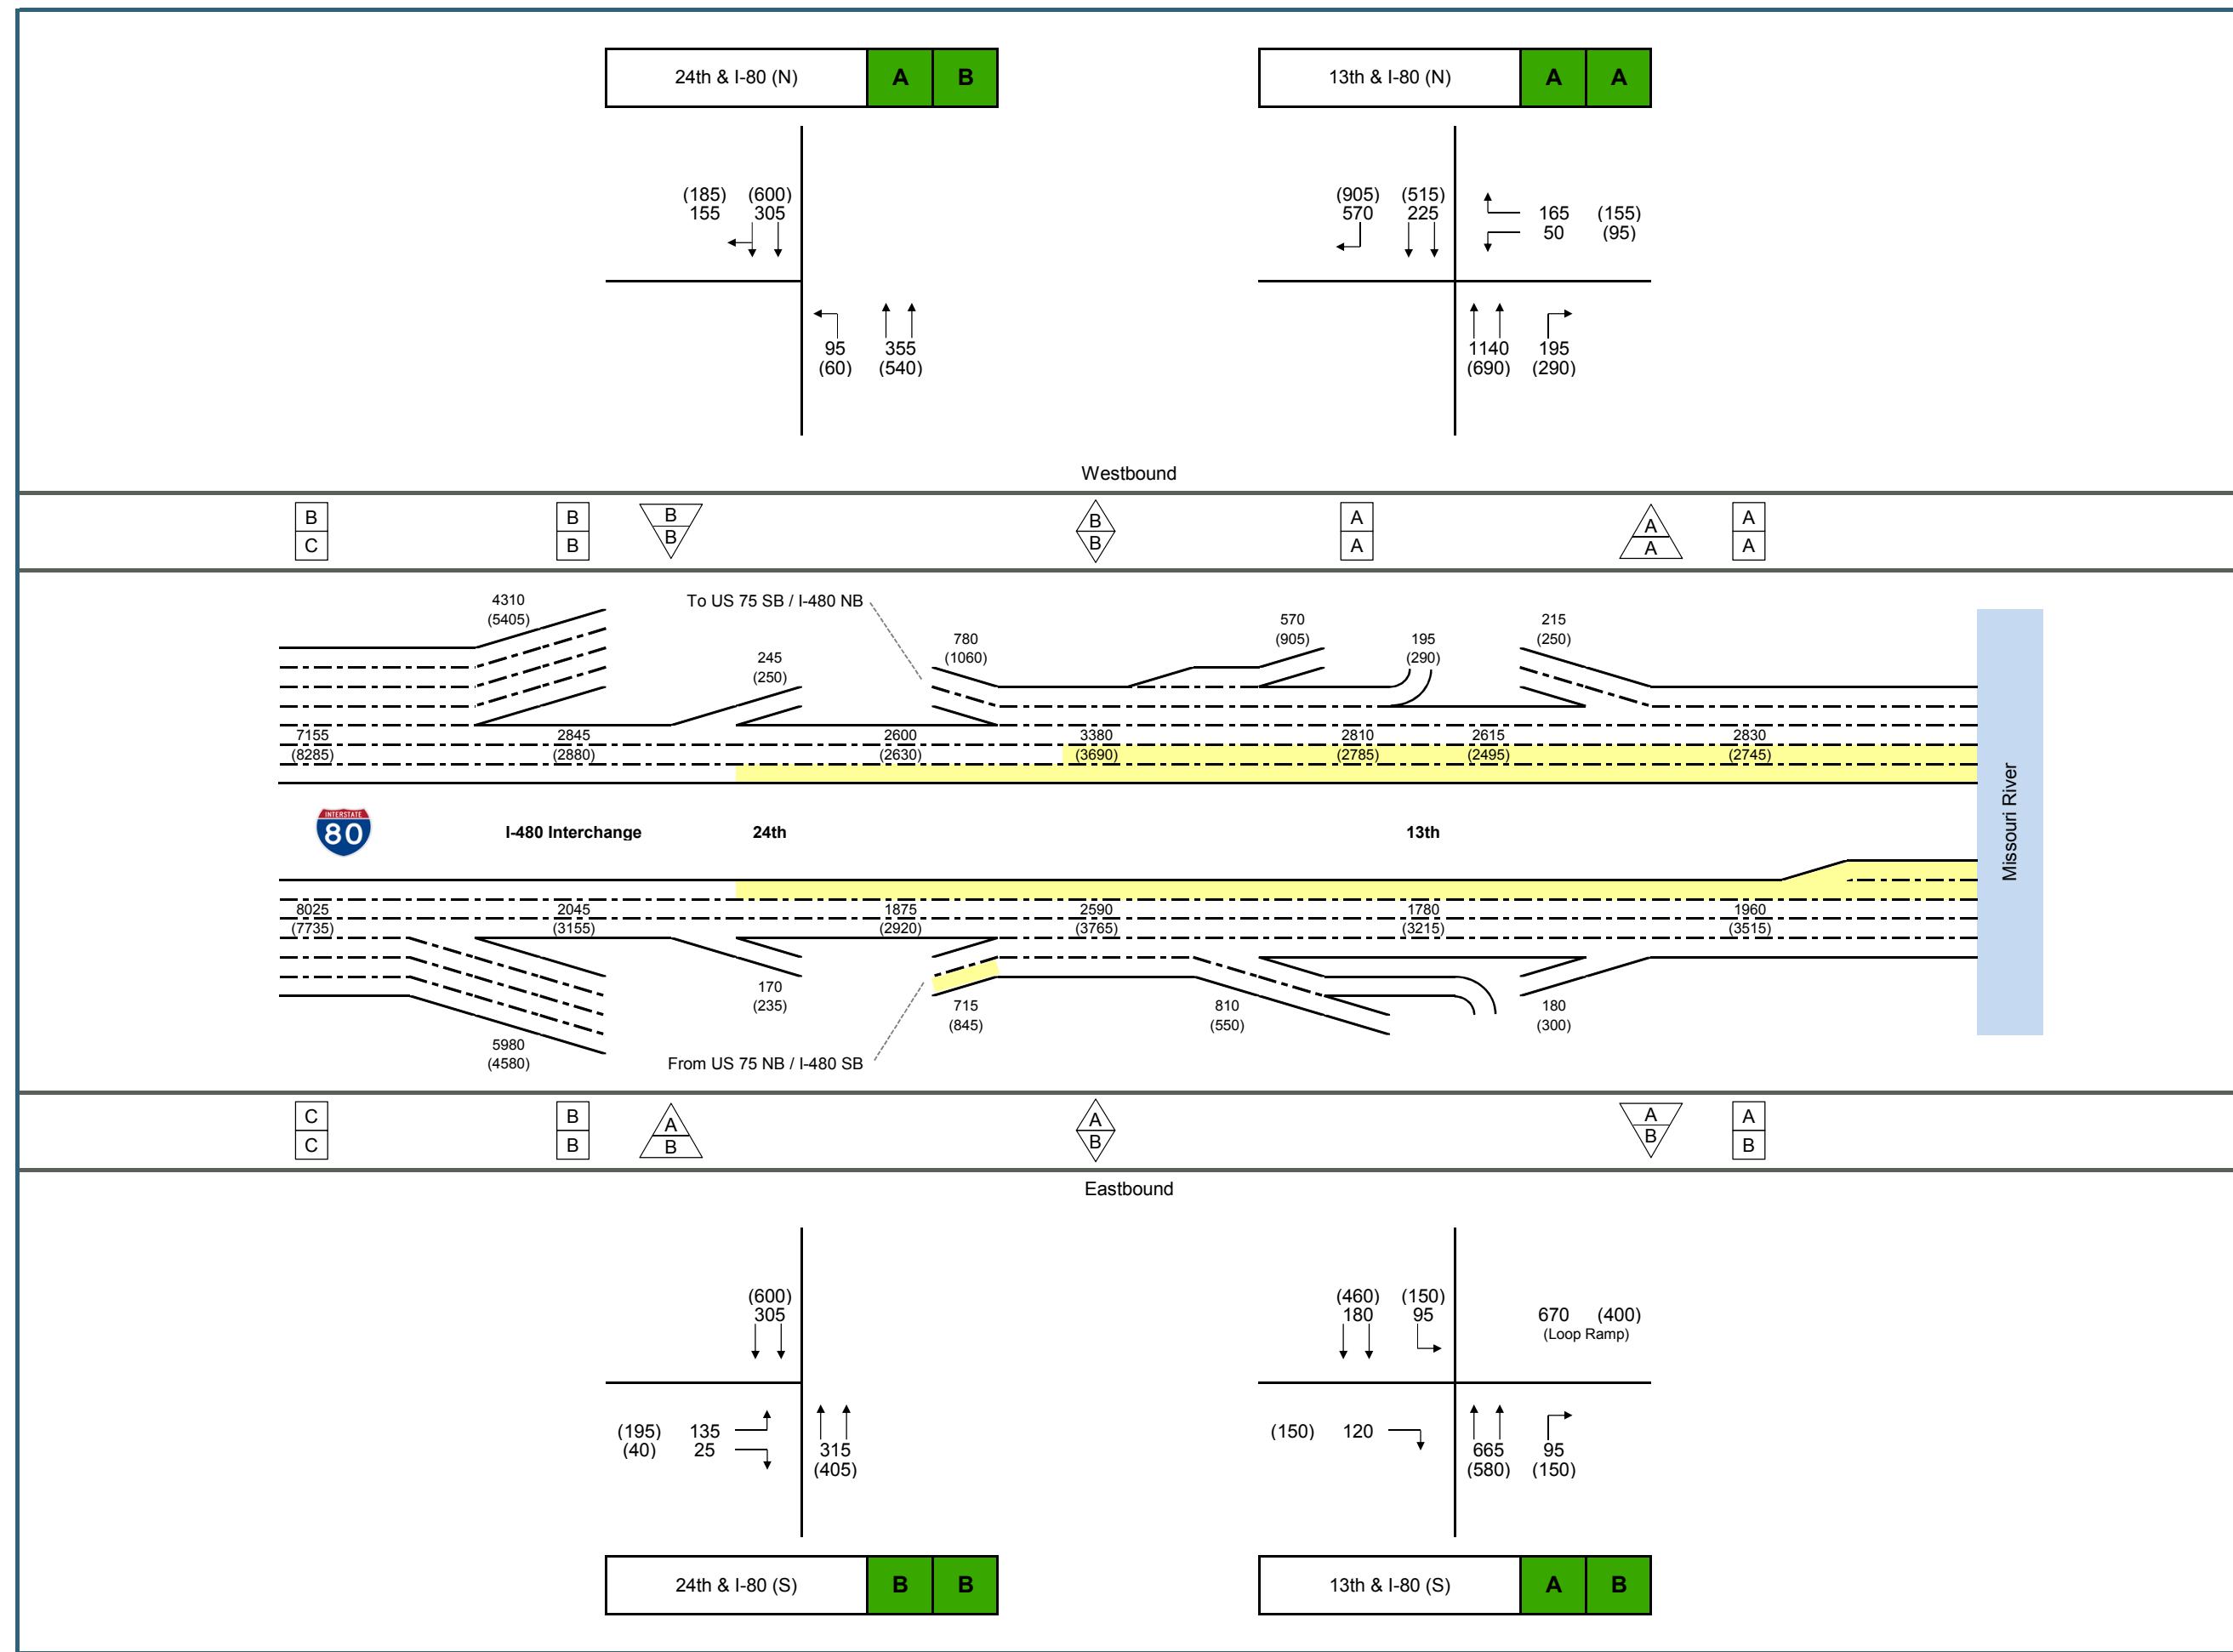 24th & I-80 (N) A B
13th & I-80 (N) A A
(185) (600)
155 305
95 355
(60) (540)
(905) (515)
570 225
165 (155)
50 (95)
1140 195
(690) (290)
Westbound
B B B B A A A
C B B B A A A
4310
(5405)
To US 75 SB / I-480 NB
245
(250)
780
(1060)
570
(905)
195
(290)
215
(250)
7155 2845 2600 3380 2810 2615 2830
(8285) (2880) (2630) (3690) (2785) (2495) (2745)
Missouri River
INTERSTATE
80
I-480 Interchange 24th 13th
8025 2045 1875 2590 1780 1960
(7735) (3155) (2920) (3765) (3215) (3515)
170
(235)
715
(845)
810
(550)
180
(300)
5980
(4580)
From US 75 NB / I-480 SB
C B A A A A
C B B B B B
Eastbound
(600)
305
(195) 135
(40) 25
315
(405)
(460) (150)
180 95
670 (400)
(Loop Ramp)
(150) 120
665 95
(580) (150)
24th & I-80 (S) B B
13th & I-80 (S) A B